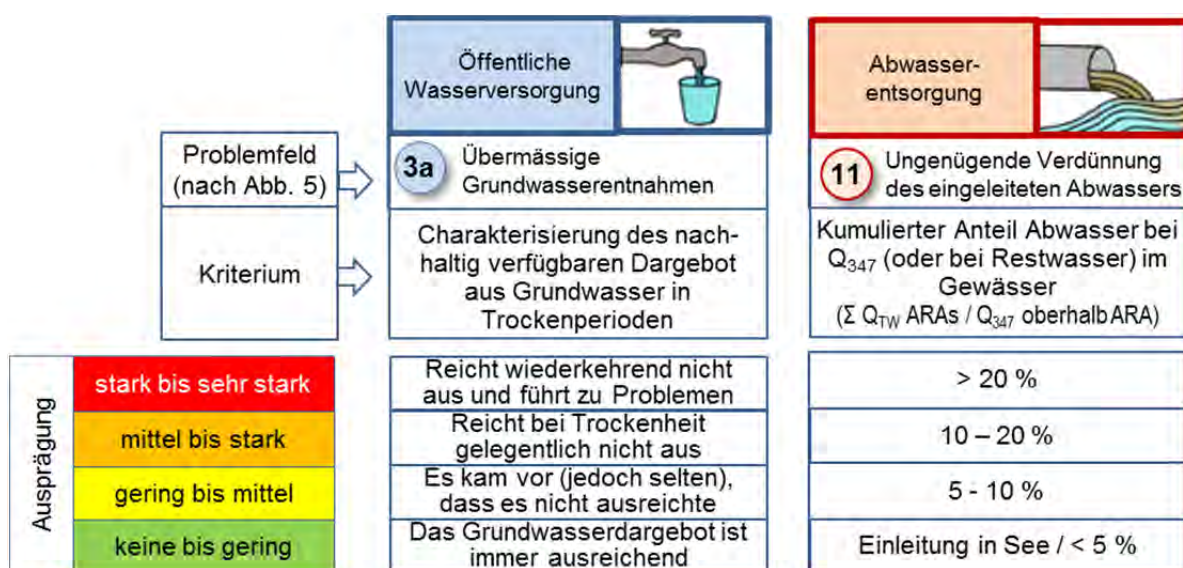 Öffentliche
Wasserversorgung
Abwasser-
entsorgung
Problemfeld
(nach Abb. 5)
3a
Übermässige
Grundwasserentnahmen
11
Ungenügende Verdünnung
des eingeleiteten Abwassers
Kriterium
Charakterisierung des nach-
haltig verfügbaren Dargebot
aus Grundwasser in
Trockenperioden
Kumulierter Anteil Abwasser bei
Q347 (oder bei Restwasser) im
Gewässer
(Σ QTW ARAs / Q347 oberhalb ARA)
Ausprägung
stark bis sehr stark
Reicht wiederkehrend nicht
aus und führt zu Problemen
> 20 %
mittel bis stark
Reicht bei Trockenheit
gelegentlich nicht aus
10 – 20 %
gering bis mittel
Es kam vor (jedoch selten),
dass es nicht ausreichte
5 - 10 %
keine bis gering
Das Grundwasserdargebot ist
immer ausreichend
Einleitung in See / < 5 %